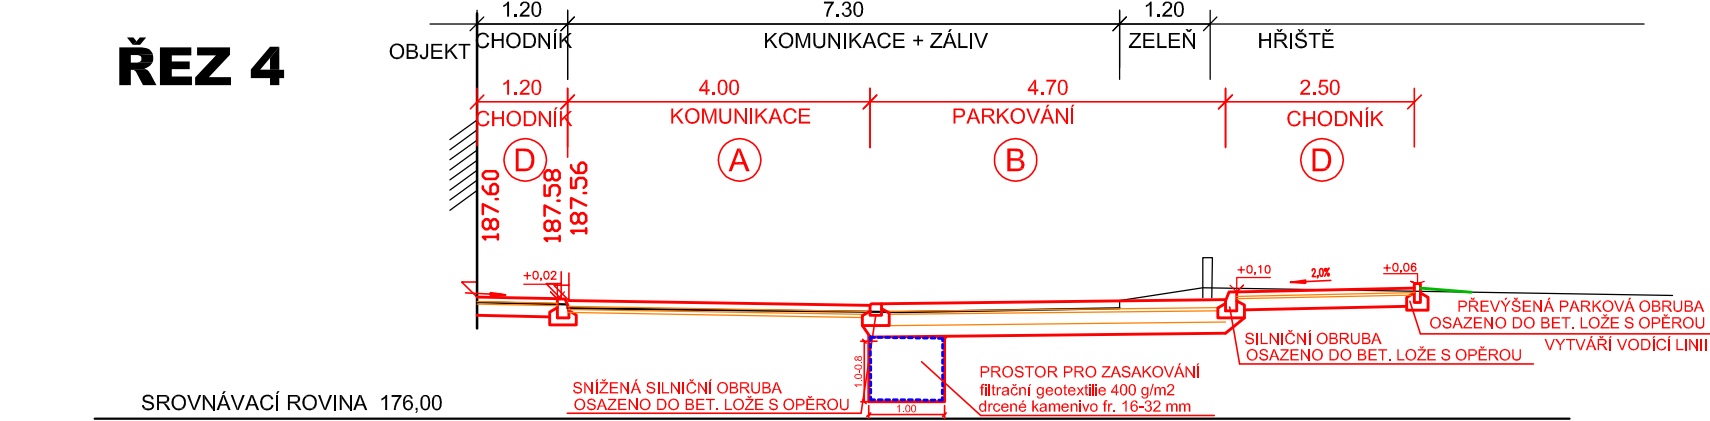 ŘEZ 4
1.20 7.30 1.20
OBJEKT CHODNÍK KOMUNIKACE + ZÁLIV ZELEŇ HŘIŠTĚ
1.20 4.00 4.70 2.50
CHODNÍK KOMUNIKACE PARKOVÁNÍ CHODNÍK
D A B D
187.60 187.58 187.56
+0,02 +0,10 2,0% +0,06
PŘEVÝŠENÁ PARKOVÁ OBRUBA
OSAZENO DO BET. LOŽE S OPĚROU
VYTVÁŘÍ VODÍCÍ LINII
SILNIČNÍ OBRUBA
OSAZENO DO BET. LOŽE S OPĚROU
1.0-0.8
1.00
PROSTOR PRO ZASAKOVÁNÍ
filtrační geotextilie 400 g/m2
drcené kamenivo fr. 16-32 mm
SNÍŽENÁ SILNIČNÍ OBRUBA
OSAZENO DO BET. LOŽE S OPĚROU
SROVNÁVACÍ ROVINA 176,00